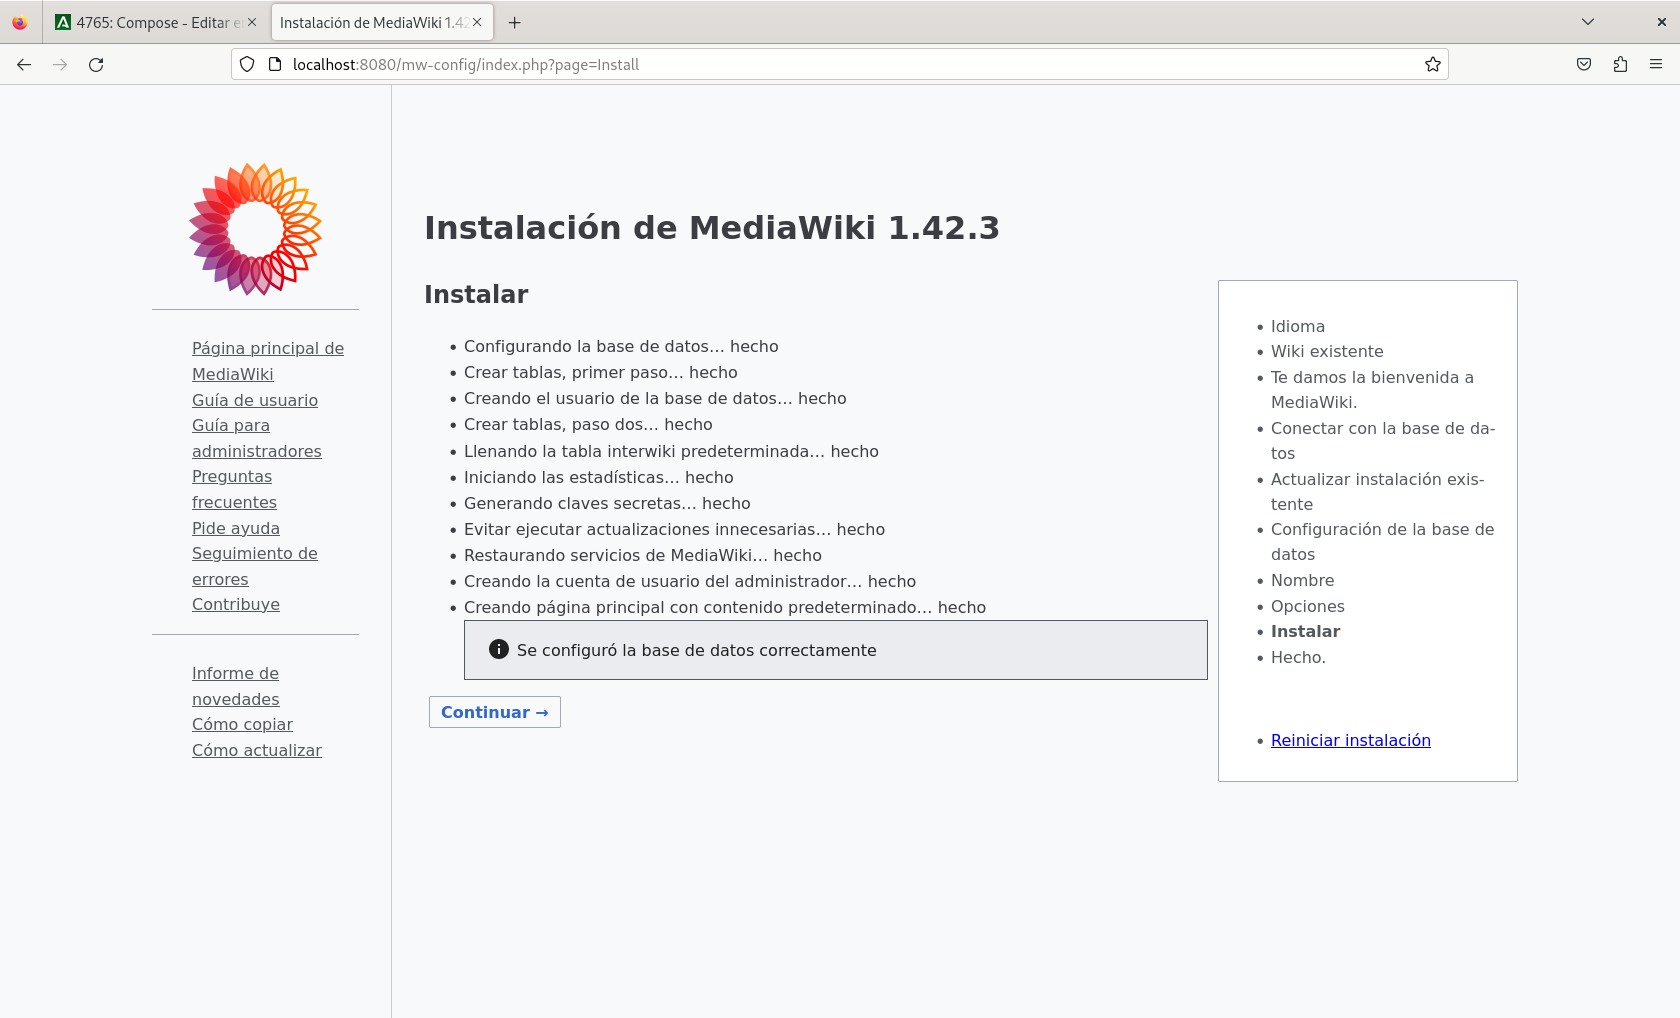 4765: Compose - Editar e
Instalación de MediaWiki 1.42
localhost:8080/mw-config/index.php?page=Install
Página principal de
MediaWiki
Guía de usuario
Guía para
administradores
Preguntas
frecuentes
Pide ayuda
Seguimiento de
errores
Contribuye
Informe de
novedades
Cómo copiar
Cómo actualizar
Instalación de MediaWiki 1.42.3
Instalar
Configurando la base de datos… hecho
Crear tablas, primer paso… hecho
Creando el usuario de la base de datos… hecho
Crear tablas, paso dos… hecho
Llenando la tabla interwiki predeterminada… hecho
Iniciando las estadísticas… hecho
Generando claves secretas… hecho
Evitar ejecutar actualizaciones innecesarias… hecho
Restaurando servicios de MediaWiki… hecho
Creando la cuenta de usuario del administrador… hecho
Creando página principal con contenido predeterminado… hecho
Se configuró la base de datos correctamente
Continuar →
Idioma
Wiki existente
Te damos la bienvenida a
MediaWiki.
Conectar con la base de da-
tos
Actualizar instalación exis-
tente
Configuración de la base de
datos
Nombre
Opciones
Instalar
Hecho.
Reiniciar instalación